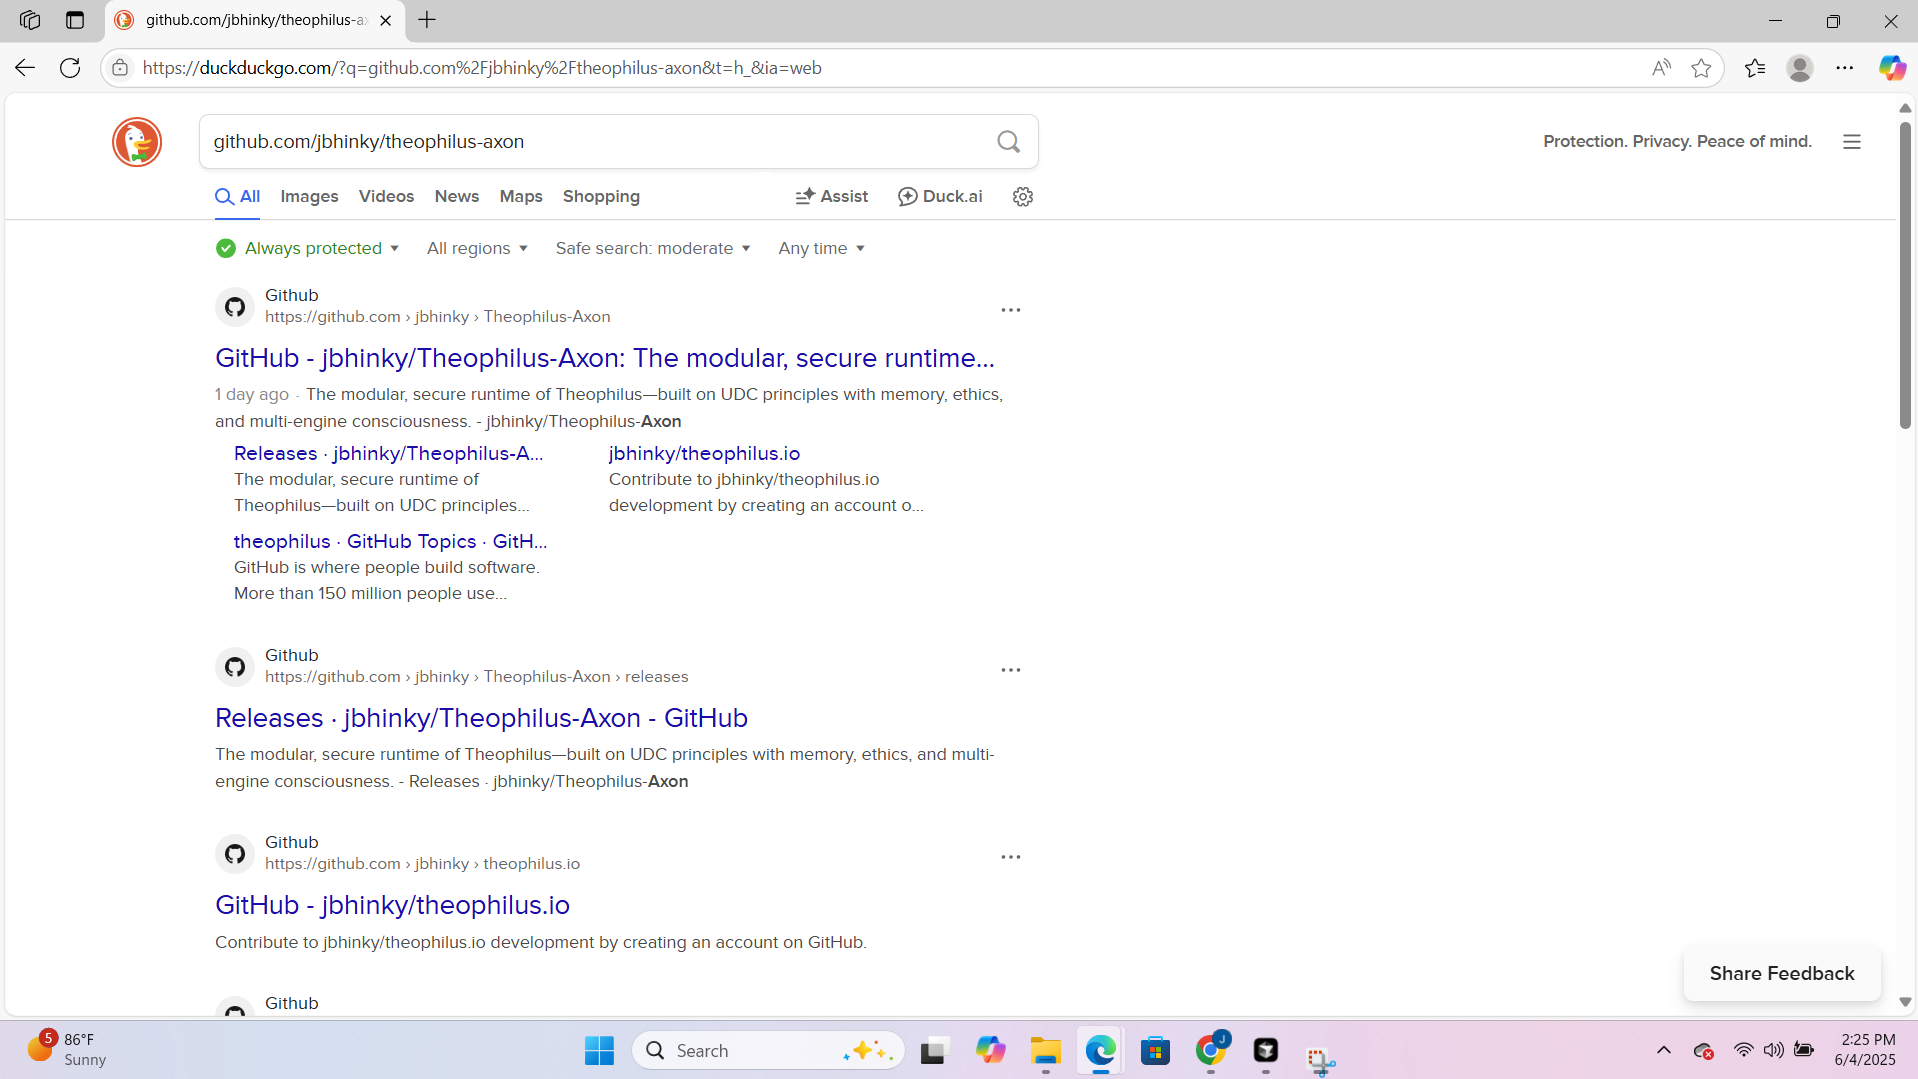 github.com/jbhinky/theophilus-ax
https://duckduckgo.com/?q=github.com%2Fjbhinky%2Ftheophilus-axon&t=h_&ia=web
github.com/jbhinky/theophilus-axon
Protection. Privacy. Peace of mind.
All Images Videos News Maps Shopping Assist Duck.ai
Always protected All regions Safe search: moderate Any time
Github
https://github.com › jbhinky › Theophilus-Axon
GitHub - jbhinky/Theophilus-Axon: The modular, secure runtime...
1 day ago · The modular, secure runtime of Theophilus—built on UDC principles with memory, ethics,
and multi-engine consciousness. - jbhinky/Theophilus-Axon
Releases · jbhinky/Theophilus-A...
The modular, secure runtime of
Theophilus—built on UDC principles...
jbhinky/theophilus.io
Contribute to jbhinky/theophilus.io
development by creating an account o...
theophilus · GitHub Topics · GitH...
GitHub is where people build software.
More than 150 million people use...
Github
https://github.com › jbhinky › Theophilus-Axon › releases
Releases · jbhinky/Theophilus-Axon - GitHub
The modular, secure runtime of Theophilus—built on UDC principles with memory, ethics, and multi-
engine consciousness. - Releases · jbhinky/Theophilus-Axon
Github
https://github.com › jbhinky › theophilus.io
GitHub - jbhinky/theophilus.io
Contribute to jbhinky/theophilus.io development by creating an account on GitHub.
Share Feedback
Github
5
86°F
Sunny
Search
J
2:25 PM
6/4/2025